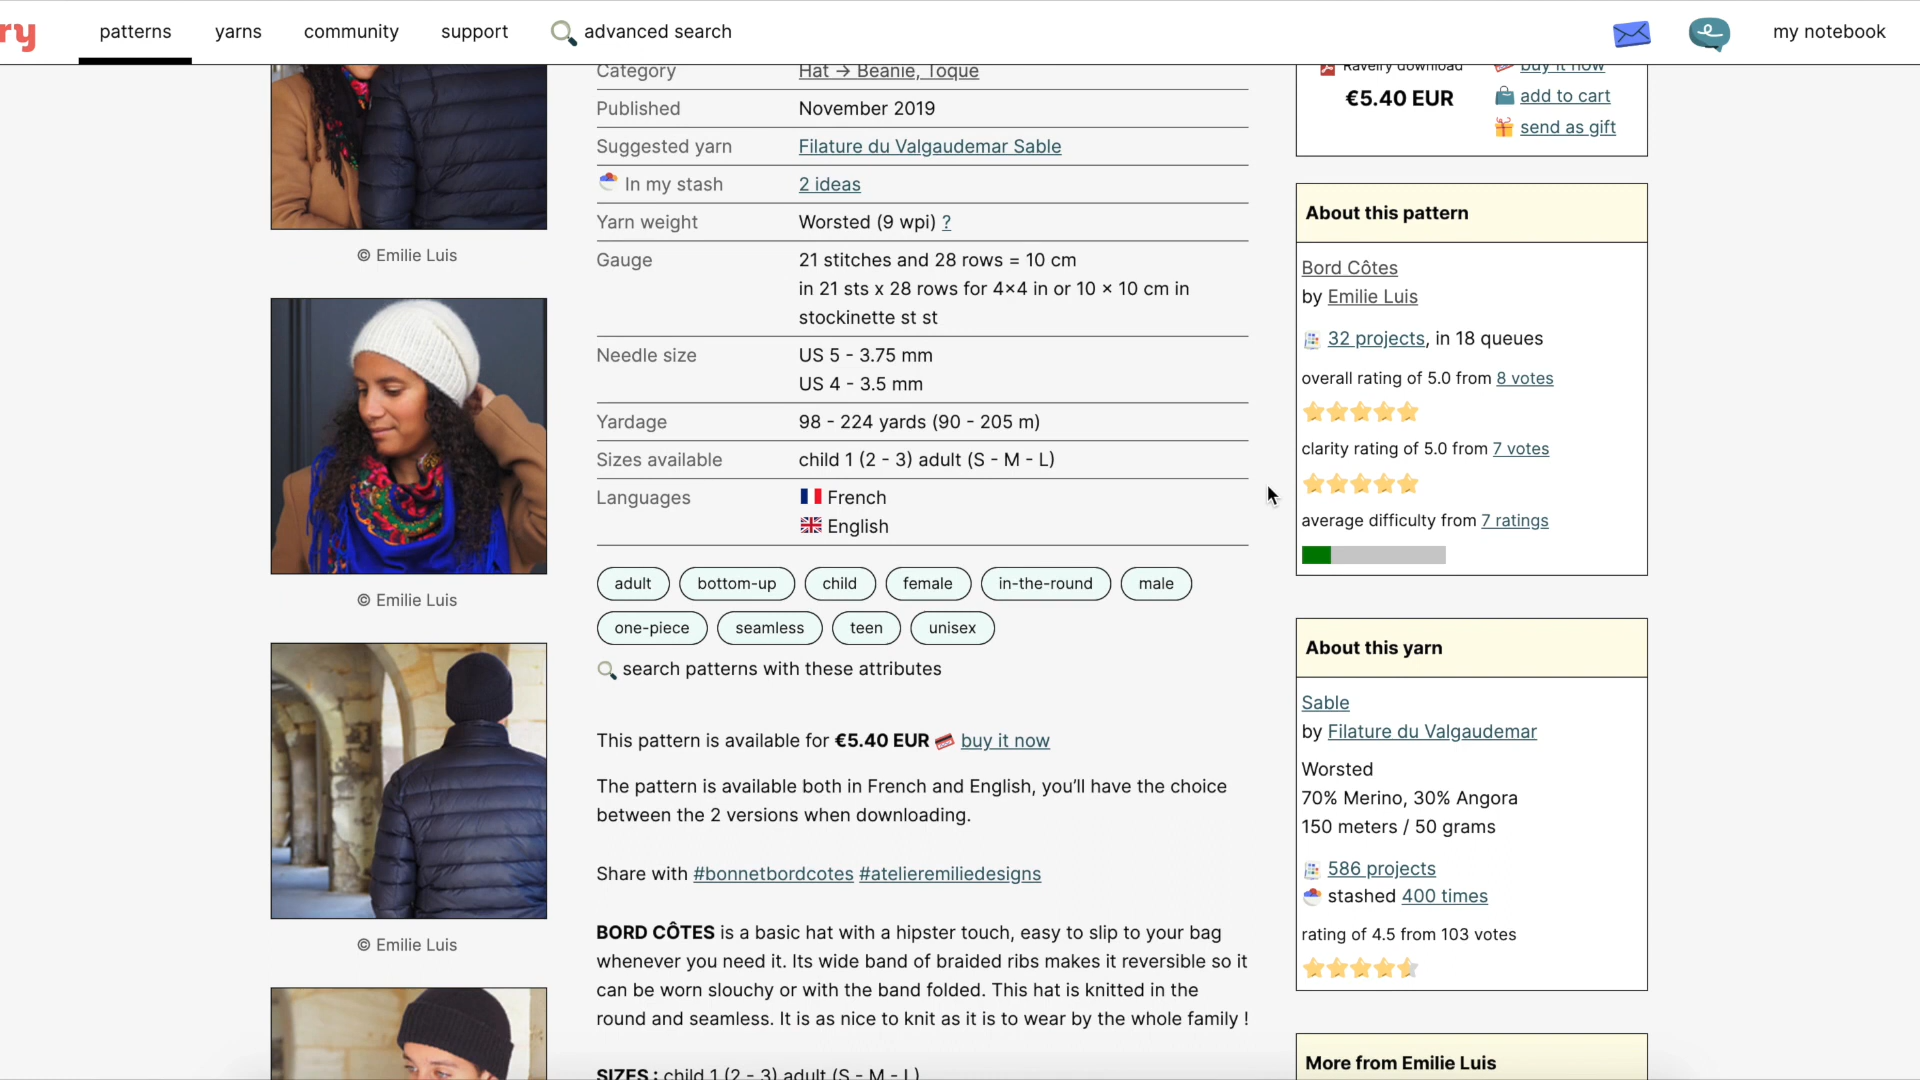 ry
patterns
yarns
community
support
advanced search
my notebook
Category
Hat → Beanie, Toque
Published
November 2019
Suggested yarn
Filature du Valgaudemar Sable
In my stash
2 ideas
Yarn weight
Worsted (9 wpi) ?
Gauge
21 stitches and 28 rows = 10 cm
in 21 sts x 28 rows for 4×4 in or 10 × 10 cm in
stockinette st st
Needle size
US 5 - 3.75 mm
US 4 - 3.5 mm
Yardage
98 - 224 yards (90 - 205 m)
Sizes available
child 1 (2 - 3) adult (S - M - L)
Languages
French
English
adult
bottom-up
child
female
in-the-round
male
one-piece
seamless
teen
unisex
search patterns with these attributes
This pattern is available for €5.40 EUR buy it now
The pattern is available both in French and English, you'll have the choice
between the 2 versions when downloading.
Share with #bonnetbordcotes #atelieremiliedesigns
BORD CÔTES is a basic hat with a hipster touch, easy to slip to your bag
whenever you need it. Its wide band of braided ribs makes it reversible so it
can be worn slouchy or with the band folded. This hat is knitted in the
round and seamless. It is as nice to knit as it is to wear by the whole family !
SIZES : child 1 (2 - 3) adult (S - M - L)
© Emilie Luis
© Emilie Luis
© Emilie Luis
Ravelry download
€5.40 EUR
buy it now
add to cart
send as gift
About this pattern
Bord Côtes
by Emilie Luis
32 projects, in 18 queues
overall rating of 5.0 from 8 votes
clarity rating of 5.0 from 7 votes
average difficulty from 7 ratings
About this yarn
Sable
by Filature du Valgaudemar
Worsted
70% Merino, 30% Angora
150 meters / 50 grams
586 projects
stashed 400 times
rating of 4.5 from 103 votes
More from Emilie Luis